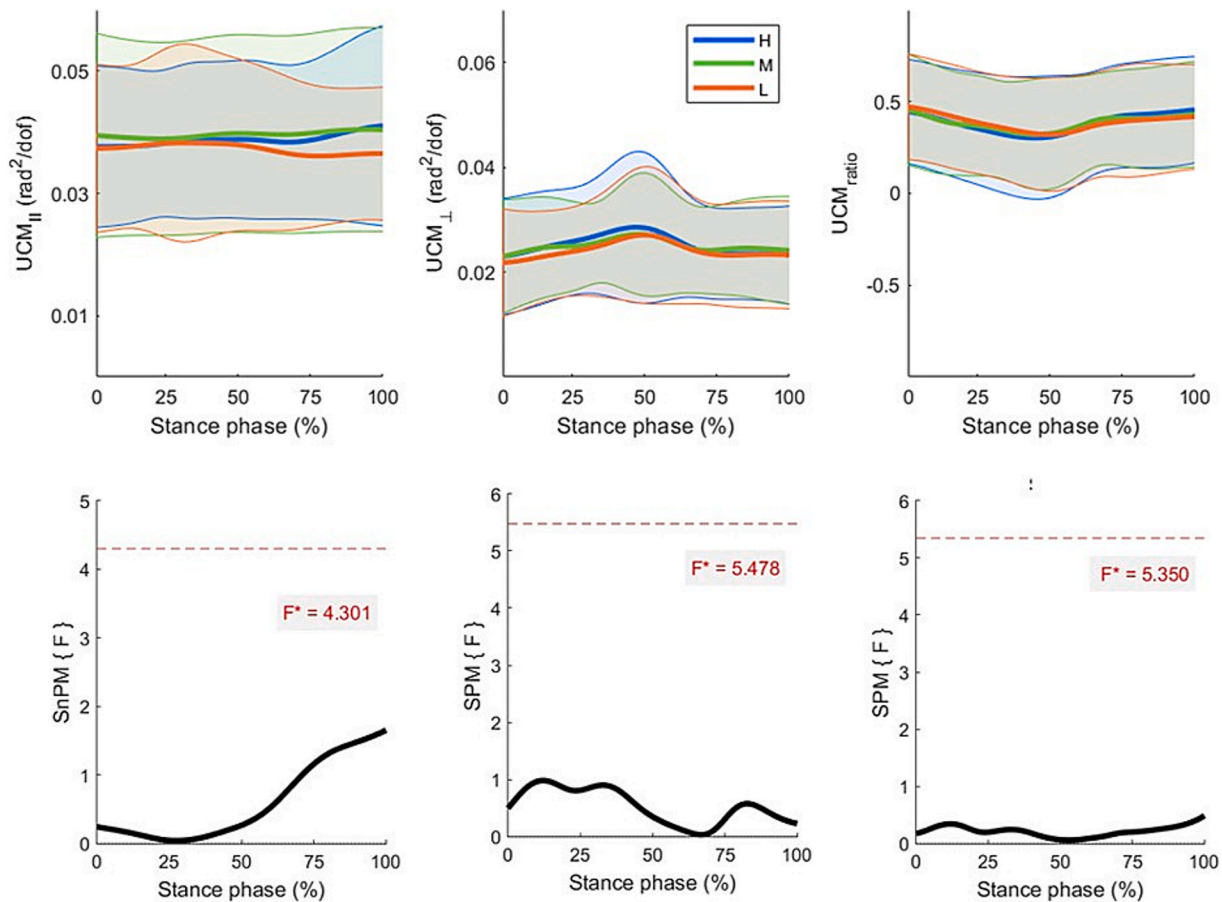 UCM|| (rad²/dof)
0.05
0.03
0.01
0 25 50 75 100
Stance phase (%)
UCM⊥ (rad²/dof)
0.06
0.04
0.02
H
M
L
0 25 50 75 100
Stance phase (%)
UCMratio
0.5
0
-0.5
0 25 50 75 100
Stance phase (%)
SnPM { F }
5
4
3
2
1
0
F* = 4.301
0 25 50 75 100
Stance phase (%)
SPM { F }
6
5
4
3
2
1
0
F* = 5.478
0 25 50 75 100
Stance phase (%)
SPM { F }
6
5
4
3
2
1
0
F* = 5.350
0 25 50 75 100
Stance phase (%)